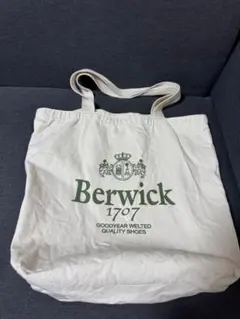 Berwick
1707
GOODYEAR WELTED
QUALITY SHOES